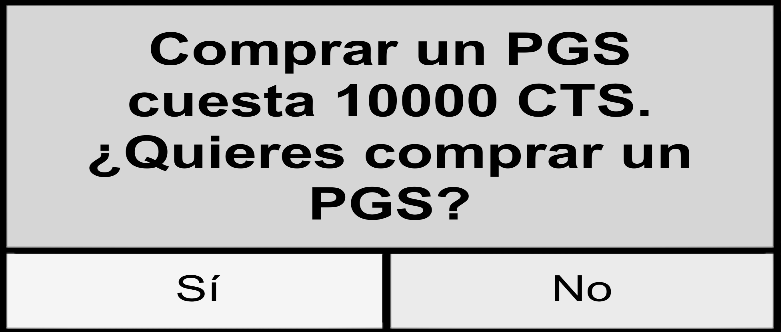 Comprar un PGS
cuesta 10000 CTS.
¿Quieres comprar un
PGS?
Sí
No